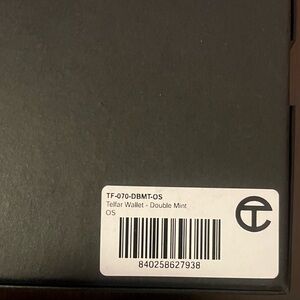 TF-070-DBMT-OS
Telfar Wallet - Double Mint
OS
840258627938